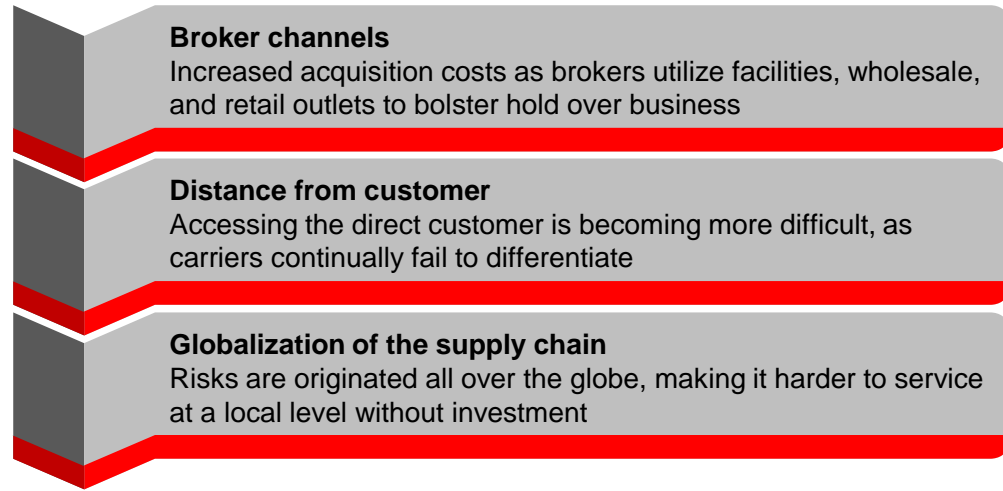 Broker channels
Increased acquisition costs as brokers utilize facilities, wholesale,
and retail outlets to bolster hold over business
Distance from customer
Accessing the direct customer is becoming more difficult, as
carriers continually fail to differentiate
Globalization of the supply chain
Risks are originated all over the globe, making it harder to service
at a local level without investment